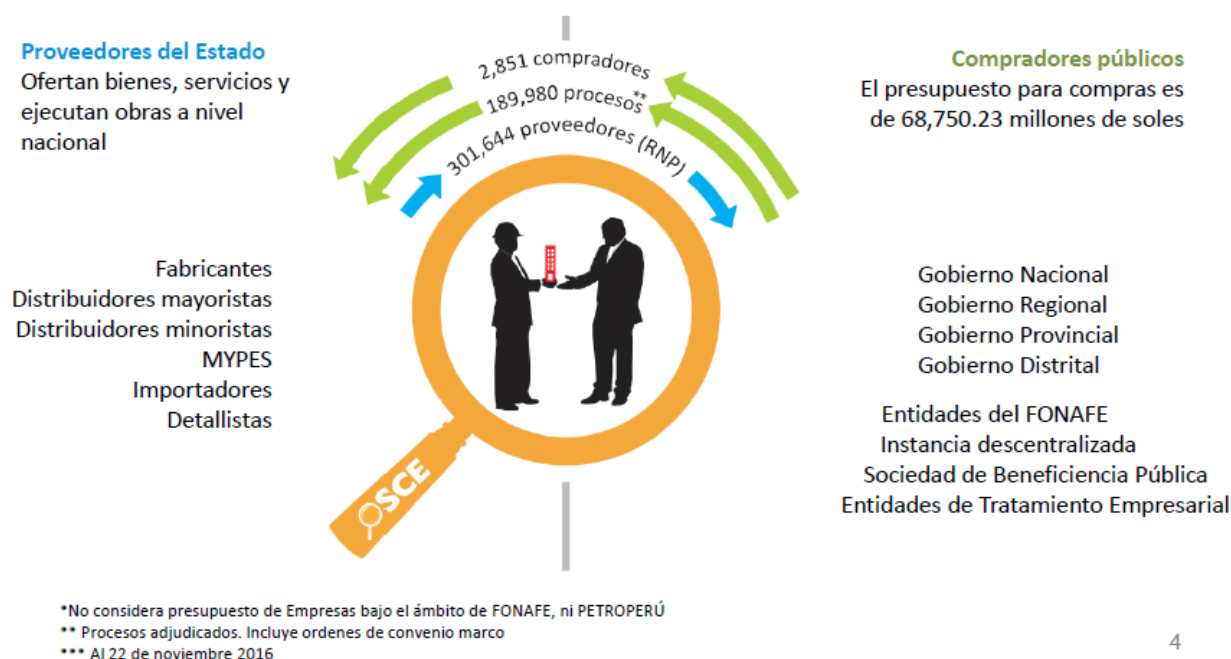 Proveedores del Estado
Ofertan bienes, servicios y
ejecutan obras a nivel
nacional
2,851 compradores
189,980 procesos**
301,644 proveedores (RNP)
Compradores públicos
El presupuesto para compras es
de 68,750.23 millones de soles
Fabricantes
Distribuidores mayoristas
Distribuidores minoristas
MYPES
Importadores
Detallistas
Gobierno Nacional
Gobierno Regional
Gobierno Provincial
Gobierno Distrital
Entidades del FONAFE
Instancia descentralizada
Sociedad de Beneficiencia Pública
Entidades de Tratamiento Empresarial
OSCE
*No considera presupuesto de Empresas bajo el ámbito de FONAFE, ni PETROPERÚ
** Procesos adjudicados. Incluye ordenes de convenio marco
*** Al 22 de noviembre 2016
4